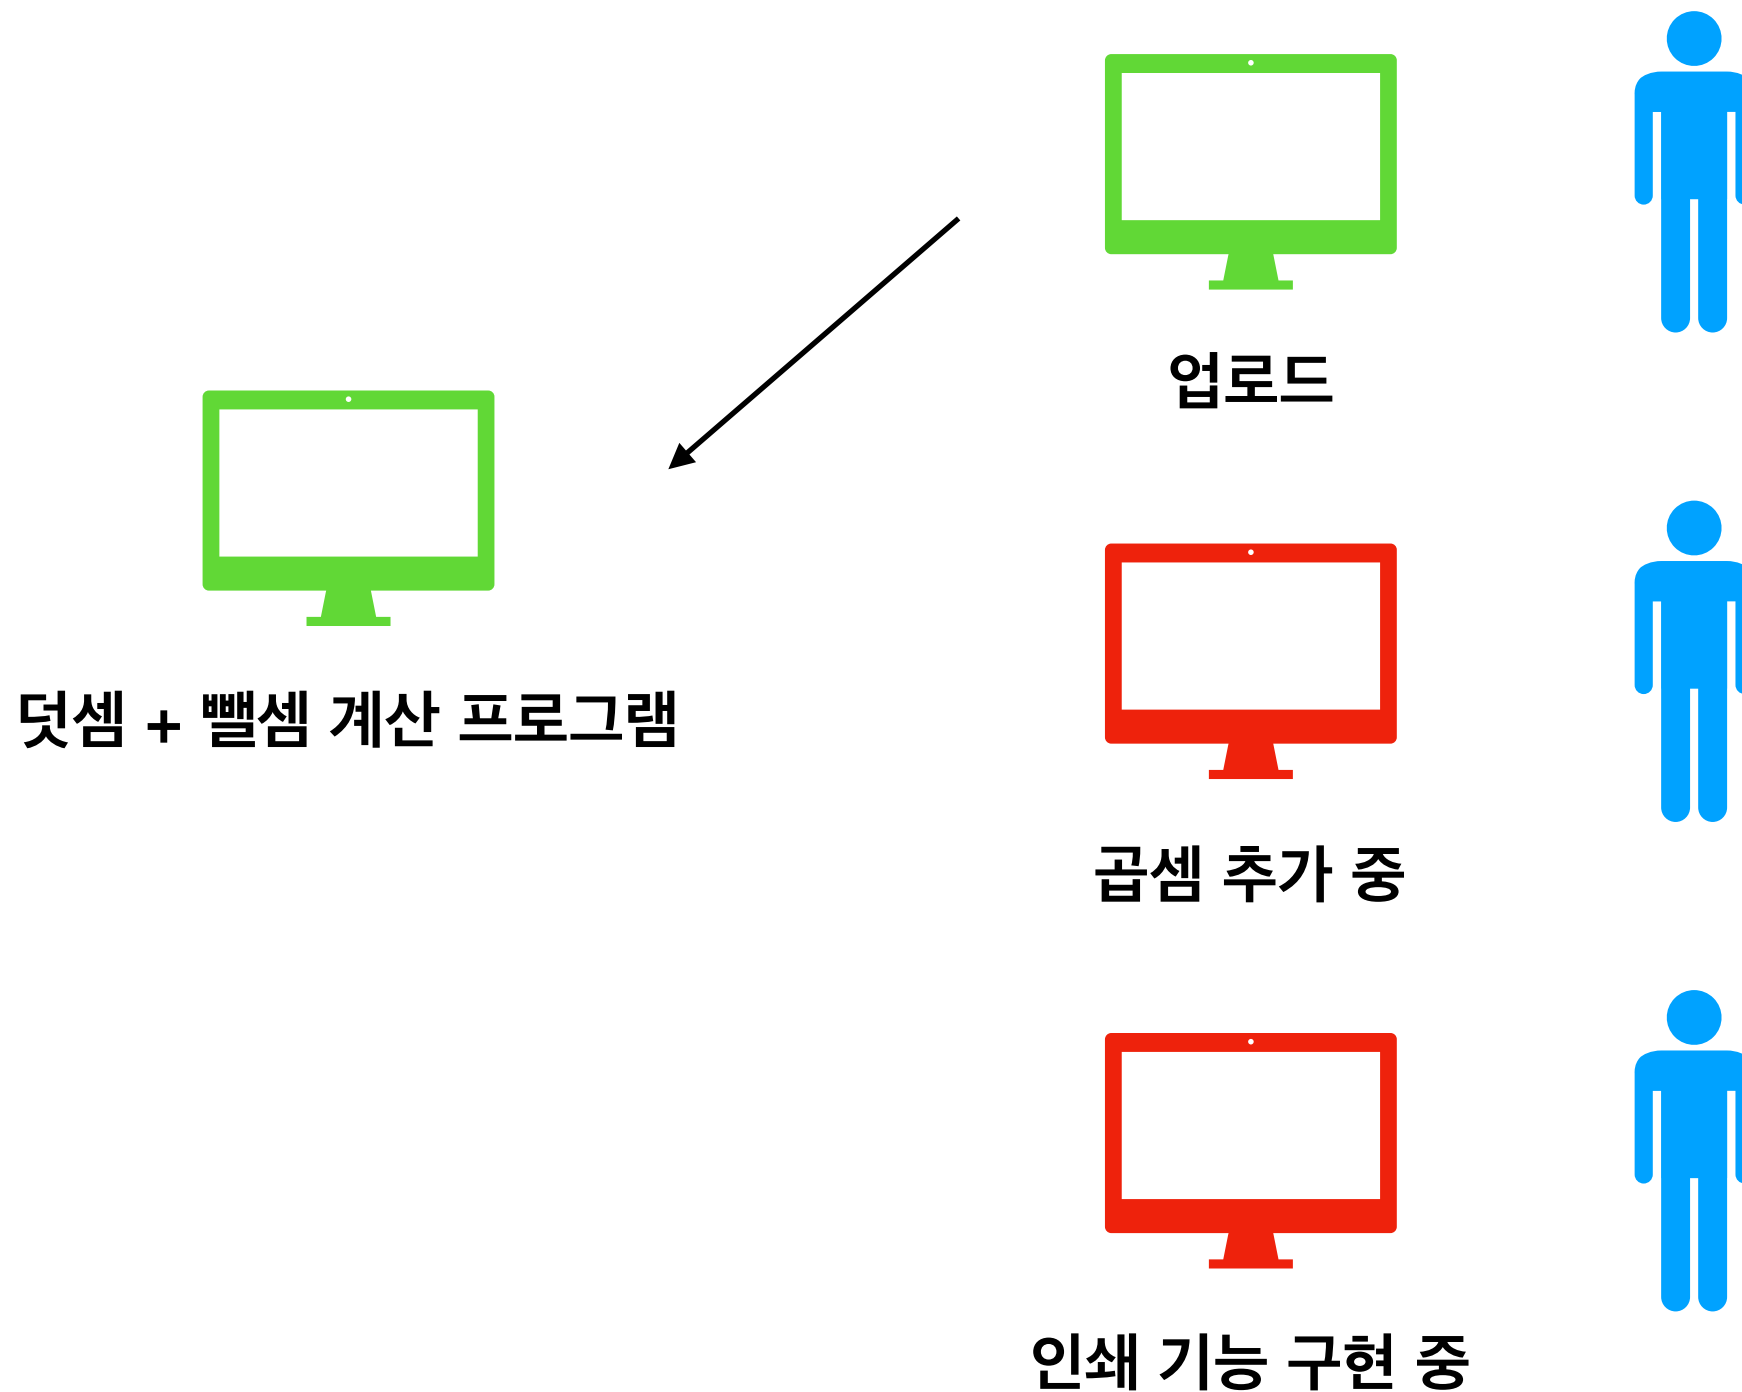 업로드
덧셈 + 뺄셈 계산 프로그램
곱셈 추가 중
인쇄 기능 구현 중